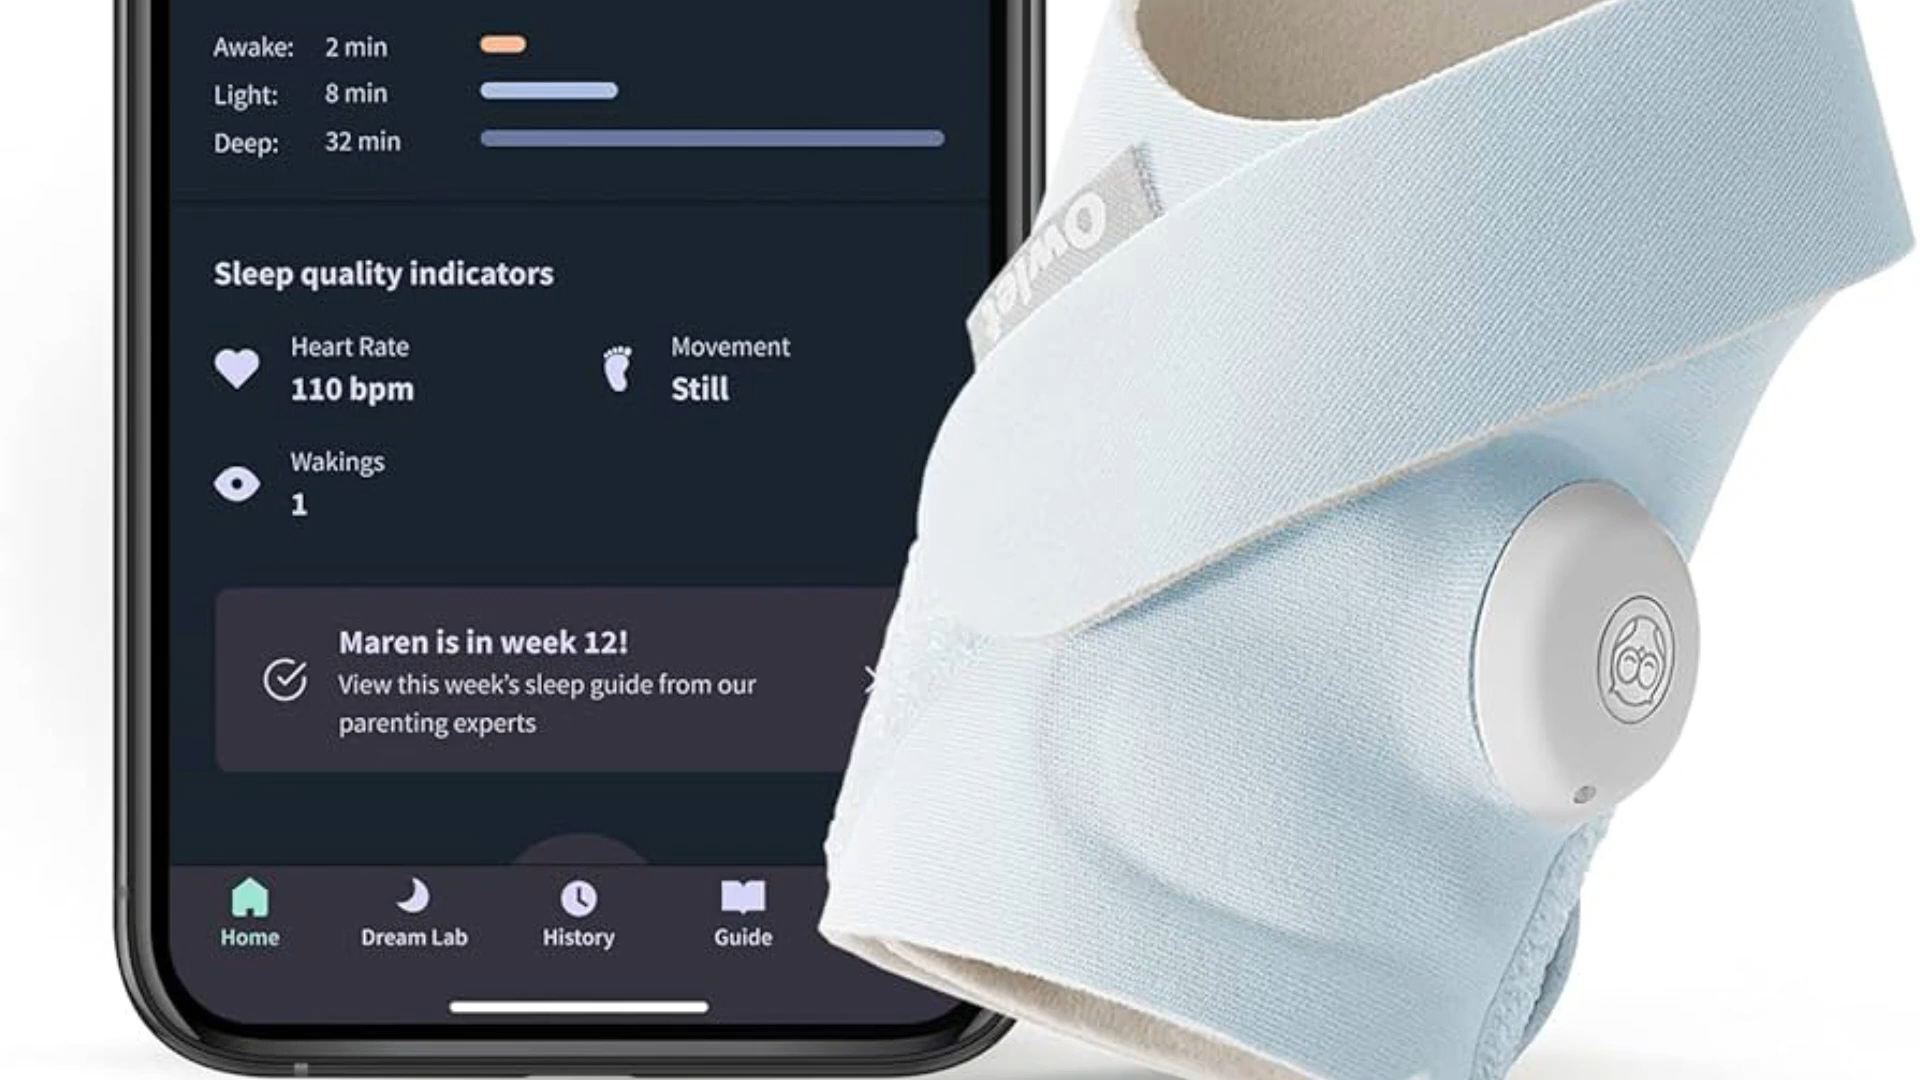 Awake: 2 min
Light: 8 min
Deep: 32 min
Owlet
Sleep quality indicators
Heart Rate
110 bpm
Movement
Still
Wakings
1
Maren is in week 12!
View this week’s sleep guide from our
parenting experts
Home
Dream Lab
History
Guide